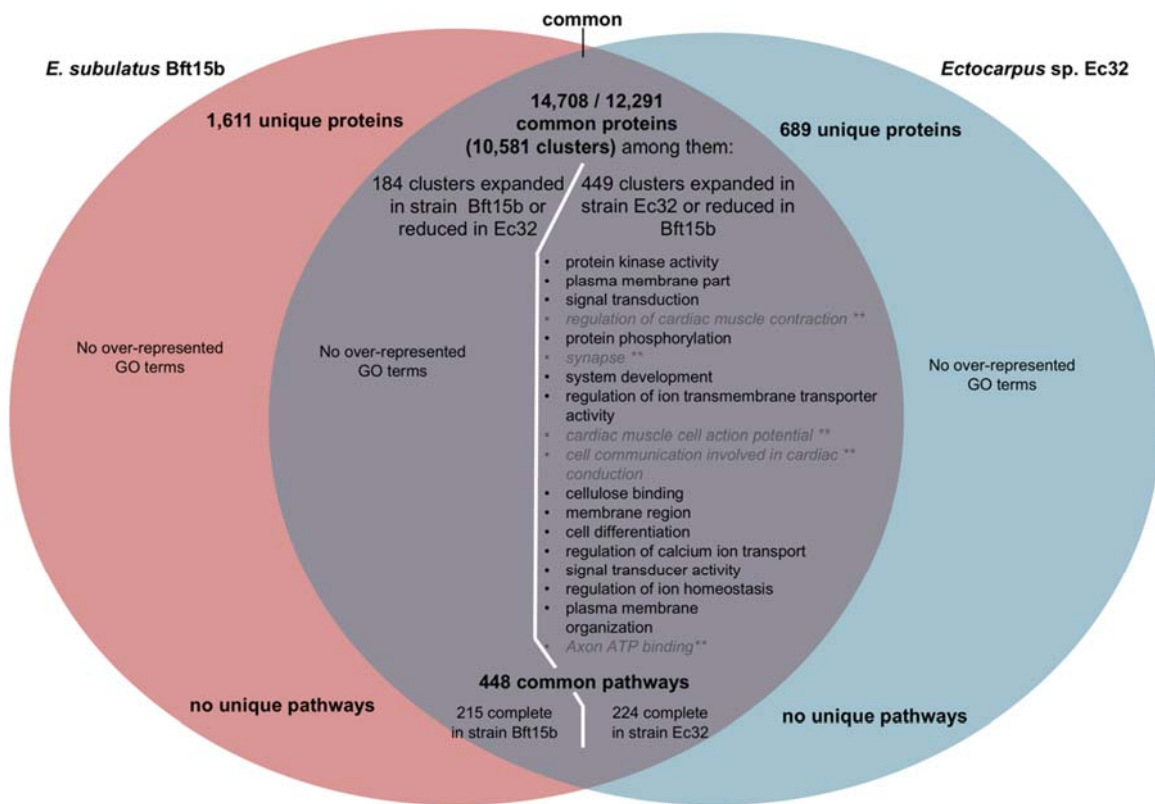 common
E. subulatus Bft15b
Ectocarpus sp. Ec32
1,611 unique proteins
14,708 / 12,291
common proteins
(10,581 clusters) among them:
689 unique proteins
184 clusters expanded
in strain Bft15b or
reduced in Ec32
449 clusters expanded in
strain Ec32 or reduced in
Bft15b
No over-represented
GO terms
No over-represented
GO terms
• protein kinase activity
• plasma membrane part
• signal transduction
• regulation of cardiac muscle contraction **
• protein phosphorylation
• synapse **
• system development
• regulation of ion transmembrane transporter
activity
• cardiac muscle cell action potential **
• cell communication involved in cardiac **
conduction
• cellulose binding
• membrane region
• cell differentiation
• regulation of calcium ion transport
• signal transducer activity
• regulation of ion homeostasis
• plasma membrane
organization
• Axon ATP binding**
No over-represented
GO terms
no unique pathways
448 common pathways
215 complete
in strain Bft15b
224 complete
in strain Ec32
no unique pathways